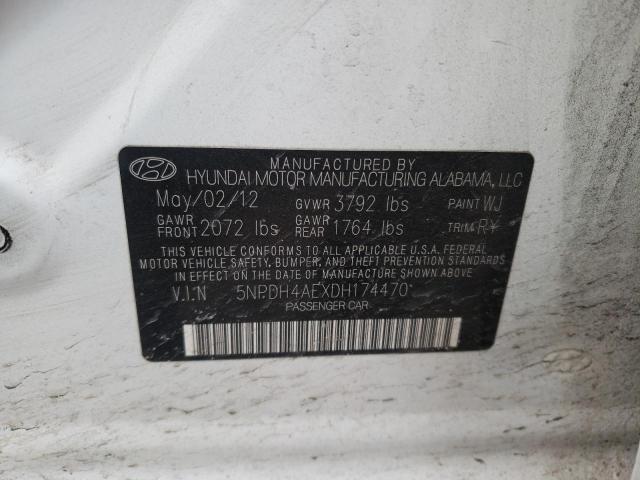 MANUFACTURED BY
HYUNDAI MOTOR MANUFACTURING ALABAMA, LLC
May/02/12 GVWR 3792 lbs PAINT WJ
GAWR FRONT 2072 lbs GAWR REAR 1764 lbs TRIM RY
THIS VEHICLE CONFORMS TO ALL APPLICABLE U.S.A. FEDERAL
MOTOR VEHICLE SAFETY, BUMPER, AND THEFT PREVENTION STANDARDS
IN EFFECT ON THE DATE OF MANUFACTURE SHOWN ABOVE.
V.I.N 5NPDH4AEXDH174470
PASSENGER CAR